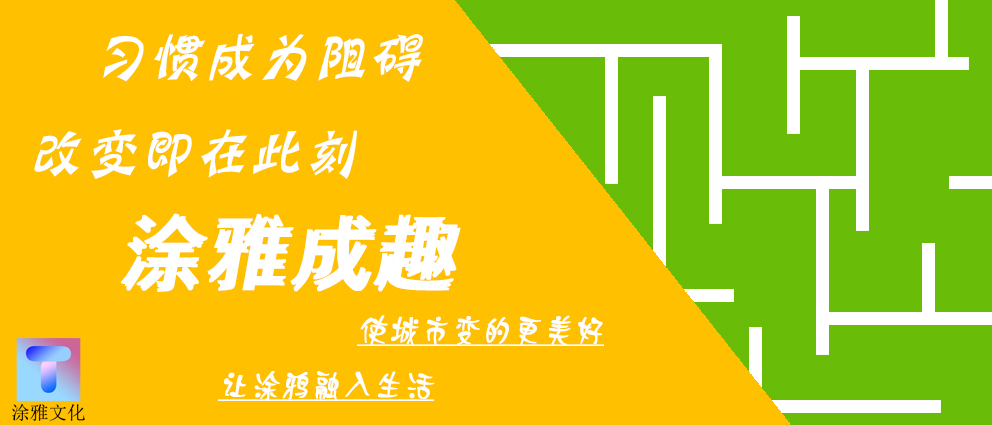 习惯成为阻碍
改变即在此刻
涂雅成趣
使城市变的更美好
让涂鸦融入生活
T
涂雅文化